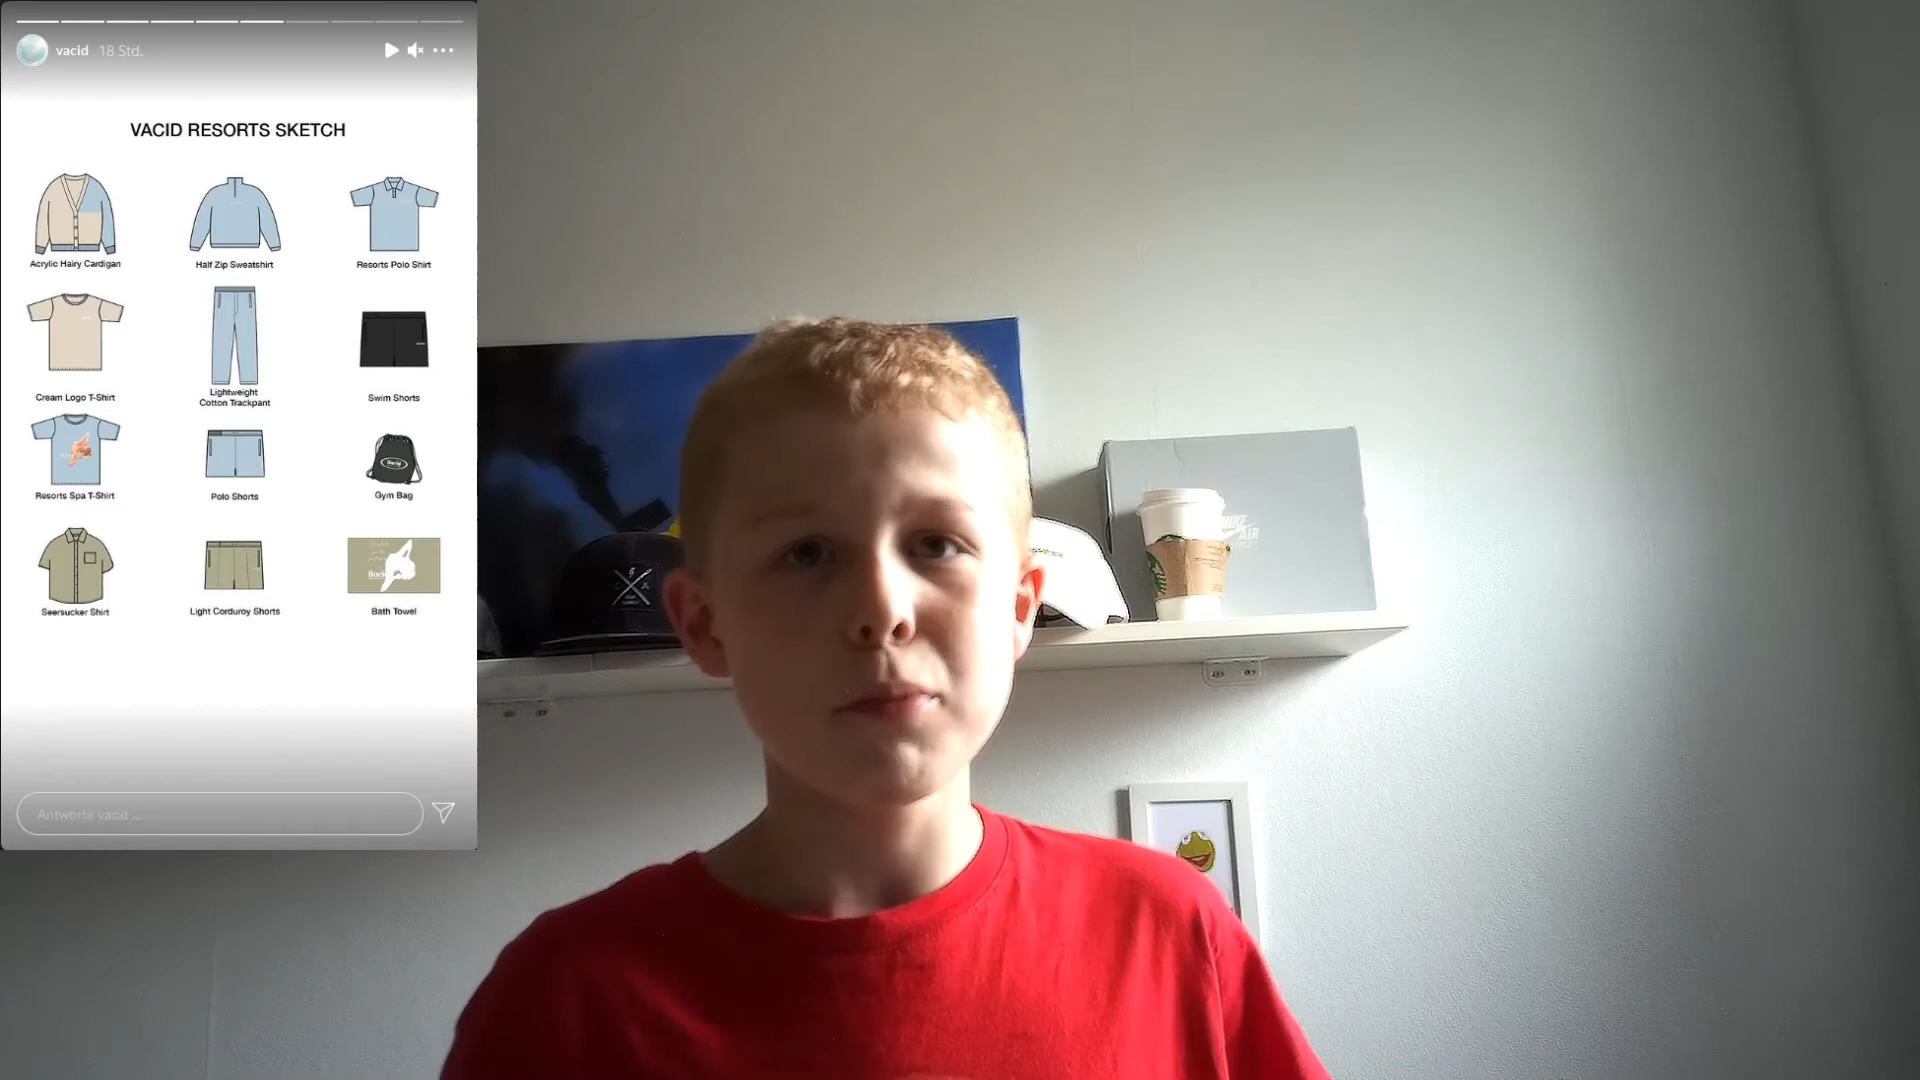 vacid 18 Std.
VACID RESORTS SKETCH
Acrylic Hairy Cardigan
Half Zip Sweatshirt
Resorts Polo Shirt
Cream Logo T-Shirt
Lightweight
Cotton Trackpant
Swim Shorts
Resorts Spa T-Shirt
Polo Shorts
Gym Bag
Seersucker Shirt
Light Corduroy Shorts
Bath Towel
Antworte vacid ...
NIKE
AIR